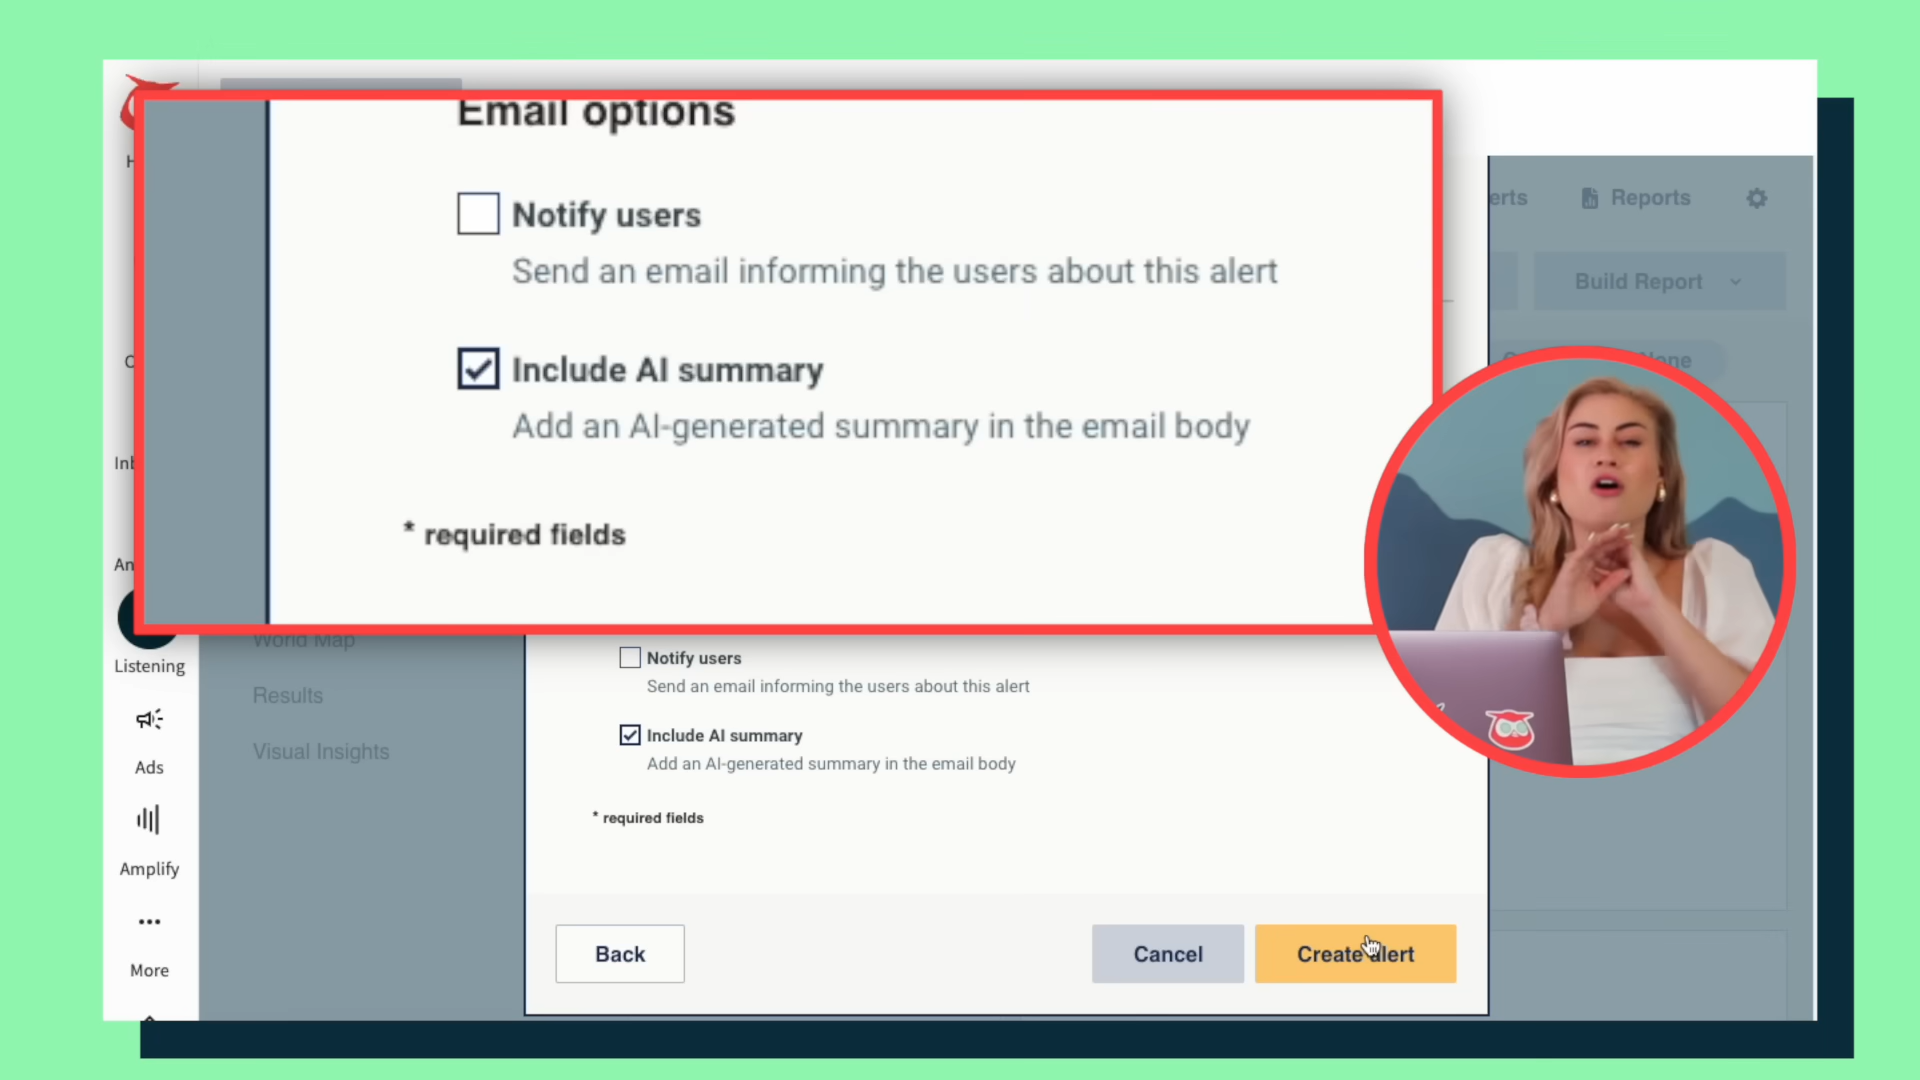 Email options
Notify users
Send an email informing the users about this alert
Include AI summary
Add an AI-generated summary in the email body
* required fields
erts
Reports
Build Report
Listening
Ads
Amplify
More
World Map
Results
Visual Insights
Notify users
Send an email informing the users about this alert
Include AI summary
Add an AI-generated summary in the email body
* required fields
Back
Cancel
Create alert